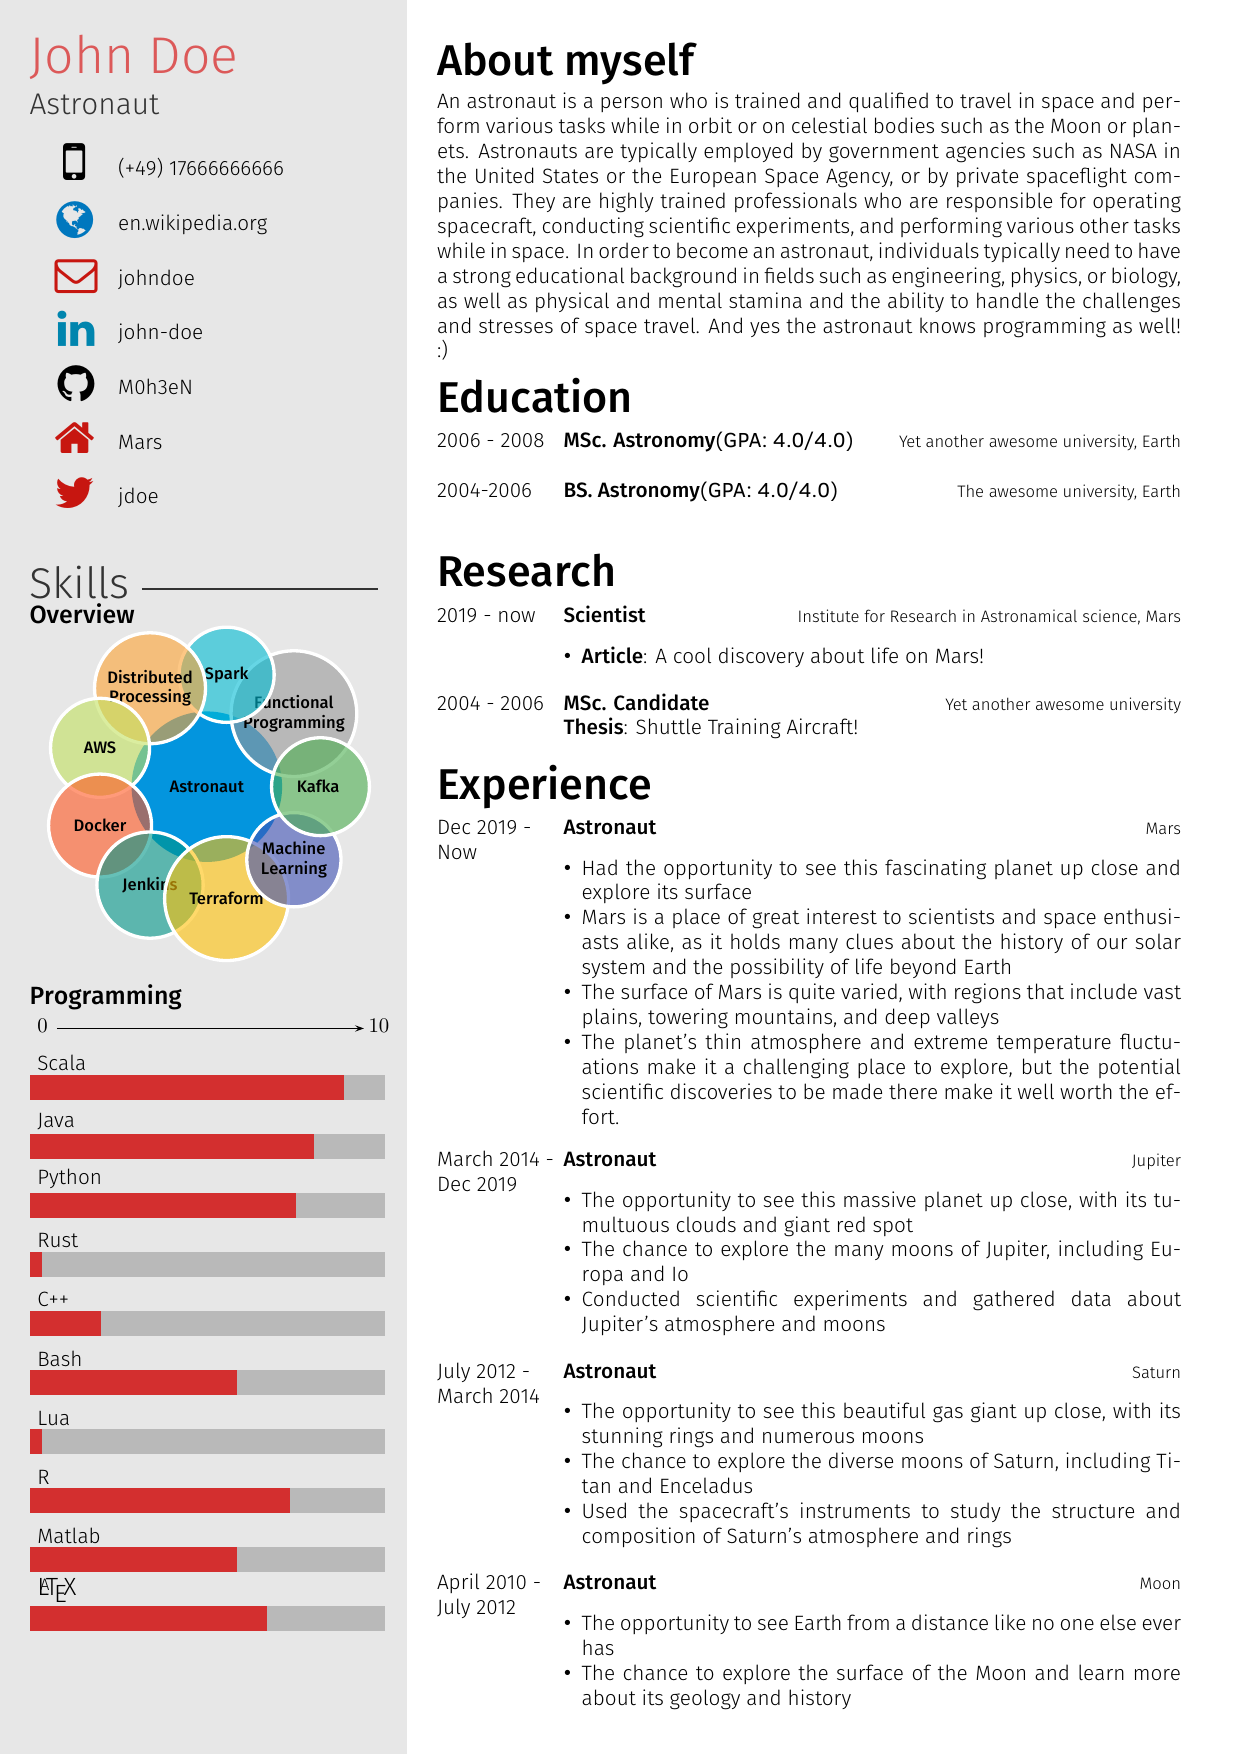 John Doe
Astronaut
(+49) 17666666666
en.wikipedia.org
johndoe
john-doe
M0h3eN
Mars
jdoe
Skills
Overview
Distributed
Processing
Spark
Functional
Programming
AWS
Astronaut
Kafka
Docker
Machine
Learning
Jenkins
Terraform
Programming
0 10
Scala
Java
Python
Rust
C++
Bash
Lua
R
Matlab
LATEX
About myself
An astronaut is a person who is trained and qualified to travel in space and per-
form various tasks while in orbit or on celestial bodies such as the Moon or plan-
ets. Astronauts are typically employed by government agencies such as NASA in
the United States or the European Space Agency, or by private spaceflight com-
panies. They are highly trained professionals who are responsible for operating
spacecraft, conducting scientific experiments, and performing various other tasks
while in space. In order to become an astronaut, individuals typically need to have
a strong educational background in fields such as engineering, physics, or biology,
as well as physical and mental stamina and the ability to handle the challenges
and stresses of space travel. And yes the astronaut knows programming as well!
:)
Education
2006 - 2008 MSc. Astronomy(GPA: 4.0/4.0) Yet another awesome university, Earth
2004-2006 BS. Astronomy(GPA: 4.0/4.0) The awesome university, Earth
Research
2019 - now Scientist Institute for Research in Astronamical science, Mars
• Article: A cool discovery about life on Mars!
2004 - 2006 MSc. Candidate Yet another awesome university
Thesis: Shuttle Training Aircraft!
Experience
Dec 2019 - Astronaut Mars
Now
• Had the opportunity to see this fascinating planet up close and
explore its surface
• Mars is a place of great interest to scientists and space enthusi-
asts alike, as it holds many clues about the history of our solar
system and the possibility of life beyond Earth
• The surface of Mars is quite varied, with regions that include vast
plains, towering mountains, and deep valleys
• The planet's thin atmosphere and extreme temperature fluctu-
ations make it a challenging place to explore, but the potential
scientific discoveries to be made there make it well worth the ef-
fort.
March 2014 - Astronaut Jupiter
Dec 2019
• The opportunity to see this massive planet up close, with its tu-
multuous clouds and giant red spot
• The chance to explore the many moons of Jupiter, including Eu-
ropa and Io
• Conducted scientific experiments and gathered data about
Jupiter's atmosphere and moons
July 2012 - Astronaut Saturn
March 2014
• The opportunity to see this beautiful gas giant up close, with its
stunning rings and numerous moons
• The chance to explore the diverse moons of Saturn, including Ti-
tan and Enceladus
• Used the spacecraft's instruments to study the structure and
composition of Saturn's atmosphere and rings
April 2010 - Astronaut Moon
July 2012
• The opportunity to see Earth from a distance like no one else ever
has
• The chance to explore the surface of the Moon and learn more
about its geology and history